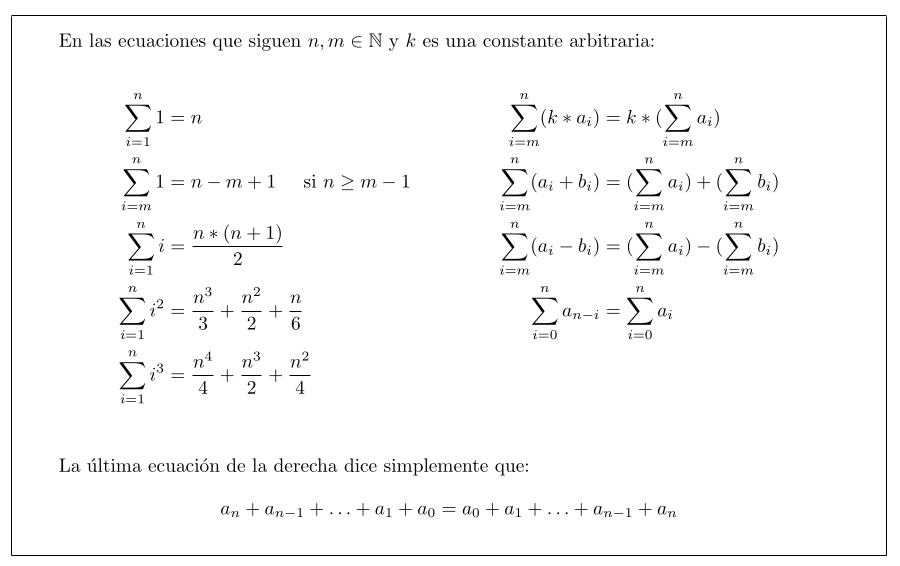 En las ecuaciones que siguen $n, m \in \mathbb{N}$ y $k$ es una constante arbitraria:
$\sum_{i=1}^{n} 1 = n$
$\sum_{i=m}^{n} 1 = n - m + 1 \quad \text{si } n \geq m - 1$
$\sum_{i=1}^{n} i = \frac{n * (n + 1)}{2}$
$\sum_{i=1}^{n} i^2 = \frac{n^3}{3} + \frac{n^2}{2} + \frac{n}{6}$
$\sum_{i=1}^{n} i^3 = \frac{n^4}{4} + \frac{n^3}{2} + \frac{n^2}{4}$
$\sum_{i=m}^{n} (k * a_i) = k * (\sum_{i=m}^{n} a_i)$
$\sum_{i=m}^{n} (a_i + b_i) = (\sum_{i=m}^{n} a_i) + (\sum_{i=m}^{n} b_i)$
$\sum_{i=m}^{n} (a_i - b_i) = (\sum_{i=m}^{n} a_i) - (\sum_{i=m}^{n} b_i)$
$\sum_{i=0}^{n} a_{n-i} = \sum_{i=0}^{n} a_i$
La última ecuación de la derecha dice simplemente que:
$a_n + a_{n-1} + \ldots + a_1 + a_0 = a_0 + a_1 + \ldots + a_{n-1} + a_n$